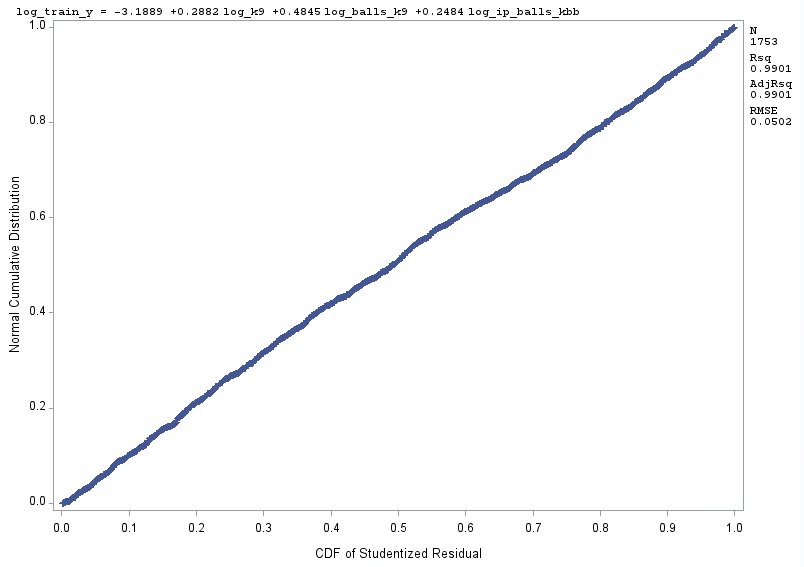 log_train_y = -3.1889 +0.2882 log_k9 +0.4845 log_balls_k9 +0.2484 log_ip_balls_kbb
N
1753
Rsq
0.9901
AdjRsq
0.9901
RMSE
0.0502
1.0
0.8
0.6
0.4
0.2
0.0
Normal Cumulative Distribution
0.0 0.1 0.2 0.3 0.4 0.5 0.6 0.7 0.8 0.9 1.0
CDF of Studentized Residual